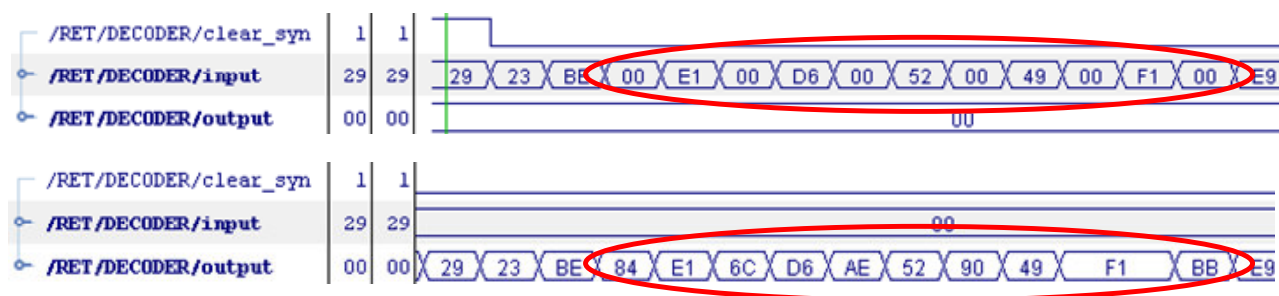 /RET/DECODER/clear_syn 1 1
/RET/DECODER/input 29 29 29 23 BE 00 E1 00 D6 00 52 00 49 00 F1 00 E9
/RET/DECODER/output 00 00 00
/RET/DECODER/clear_syn 1 1
/RET/DECODER/input 29 29 00
/RET/DECODER/output 00 00 29 23 BE 84 E1 6C D6 AE 52 90 49 F1 BB E9